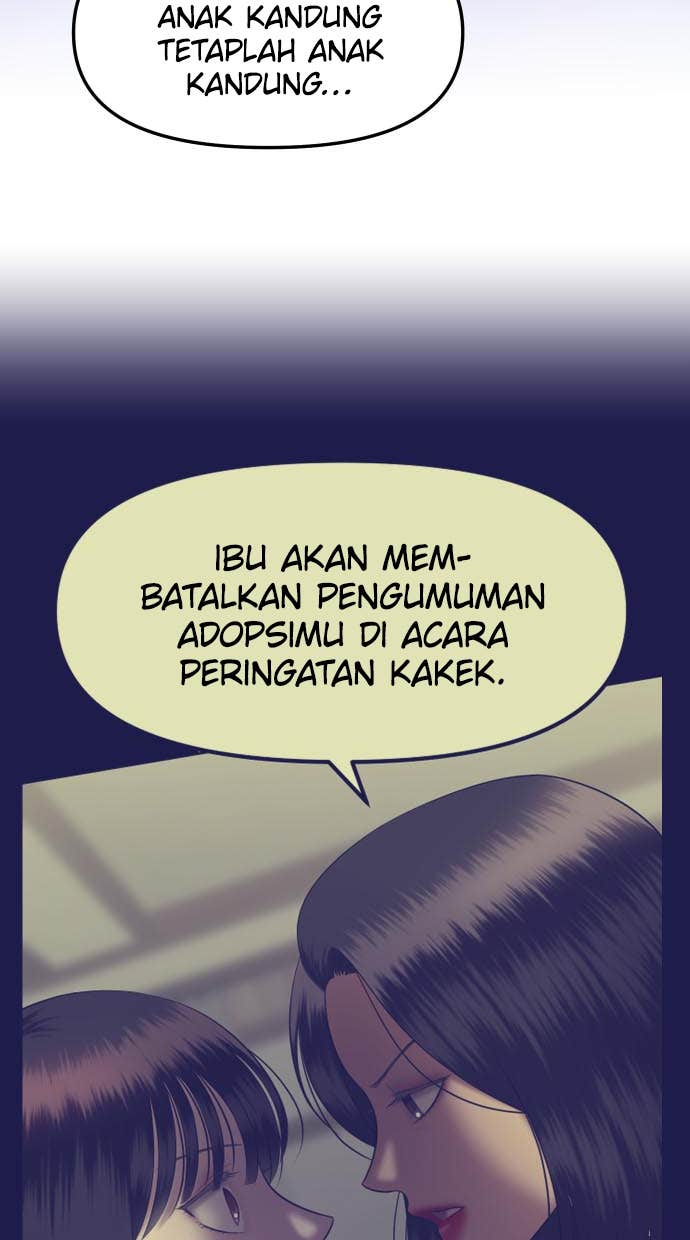 ANAK KANDUNG
TETAPLAH ANAK
KANDUNG...
IBU AKAN MEM-
BATALKAN PENGUMUMAN
ADOPSIMU DI ACARA
PERINGATAN KAKEK.